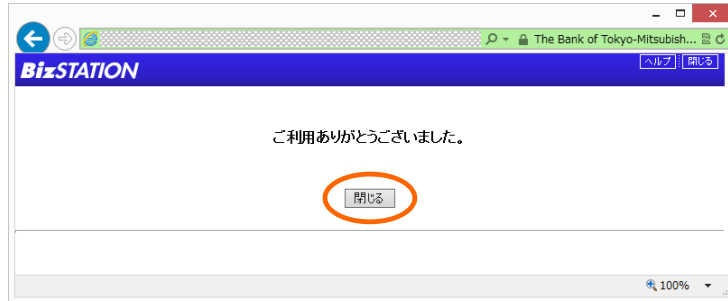 The Bank of Tokyo-Mitsubish...
BizSTATION
ヘルプ 閉じる
ご利用ありがとうございました。
閉じる
100%